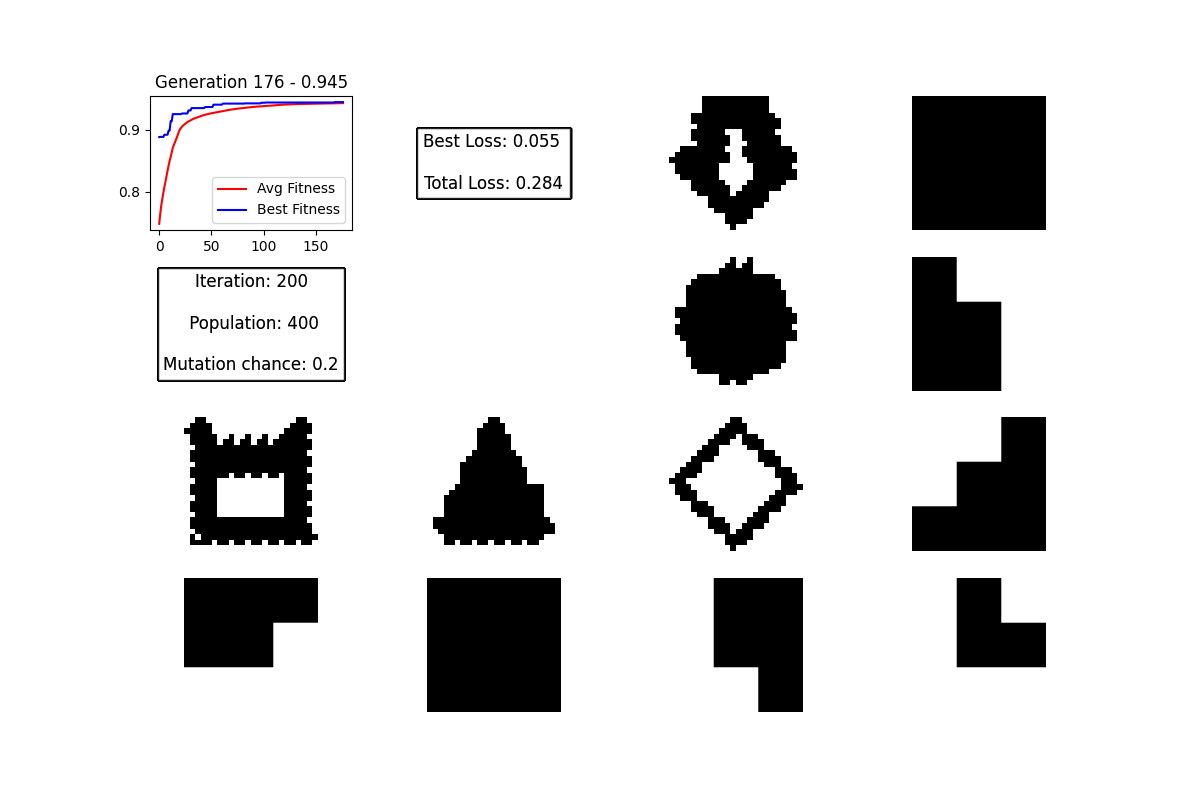 Generation 176 - 0.945
0.9
0.8
Avg Fitness
Best Fitness
0 50 100 150
Best Loss: 0.055
Total Loss: 0.284
Iteration: 200
Population: 400
Mutation chance: 0.2